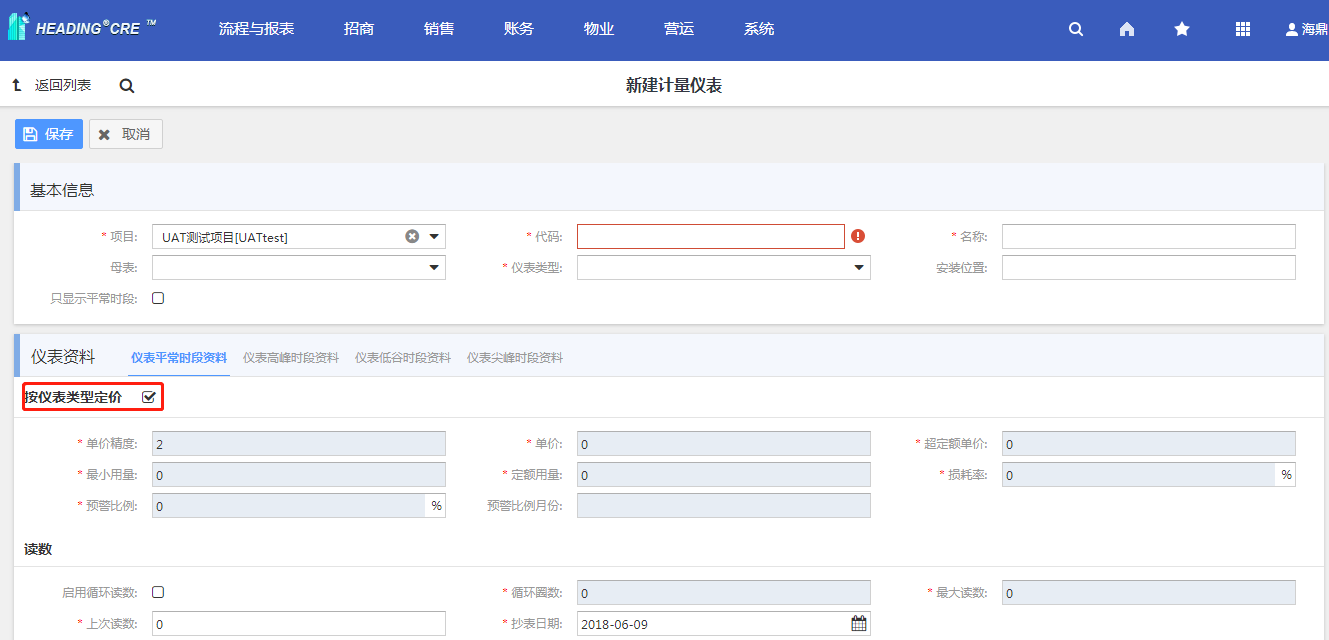 HEADING®CRE ™ 流程与报表 招商 销售 账务 物业 营运 系统 海鼎
返回列表 新建计量仪表
保存 取消
基本信息
* 项目: UAT测试项目[UATtest] * 代码: * 名称:
母表: * 仪表类型: 安装位置:
只显示平常时段:
仪表资料 仪表平常时段资料 仪表高峰时段资料 仪表低谷时段资料 仪表尖峰时段资料
按仪表类型定价
* 单价精度: 2 * 单价: 0 * 超定额单价: 0
* 最小用量: 0 * 定额用量: 0 * 损耗率: 0 %
* 预警比例: 0 % 预警比例月份:
读数
启用循环读数: * 循环圈数: 0 * 最大读数: 0
* 上次读数: 0 * 抄表日期: 2018-06-09